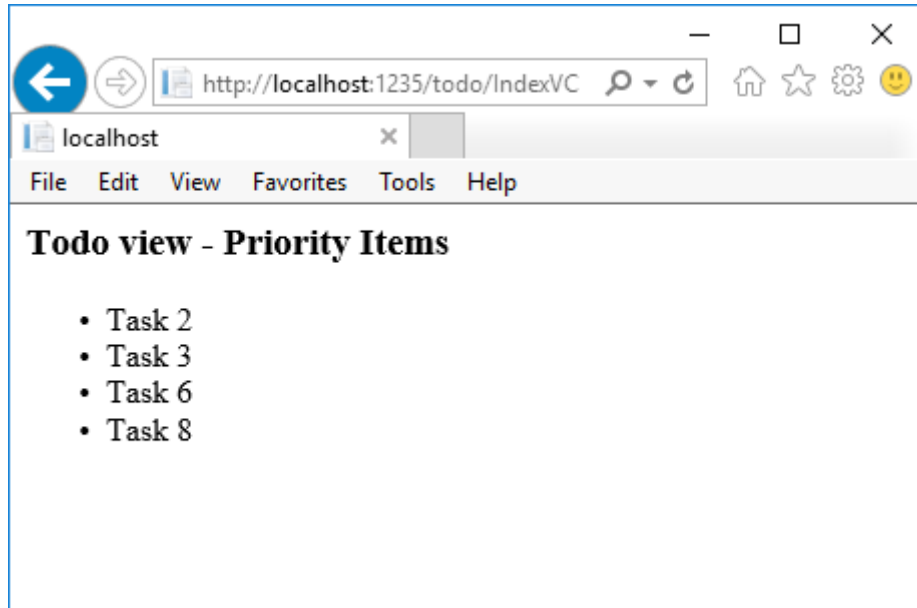 http://localhost:1235/todo/IndexVC
localhost
File Edit View Favorites Tools Help
Todo view - Priority Items
• Task 2
• Task 3
• Task 6
• Task 8